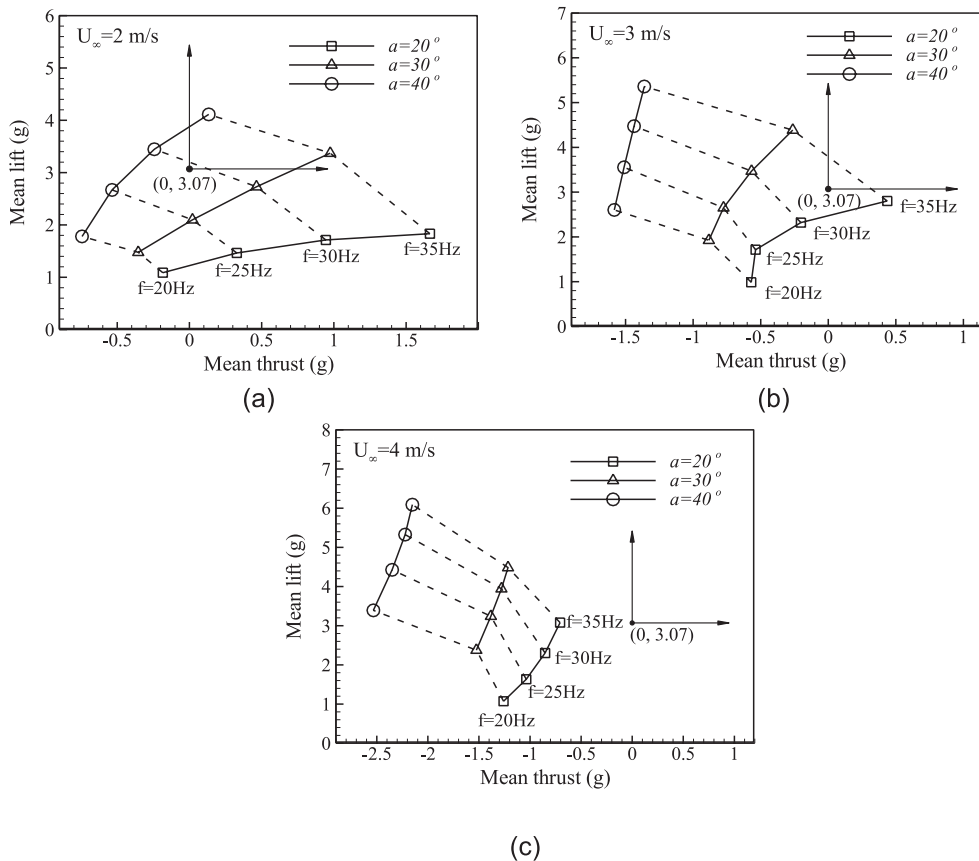 6
5
4
3
2
1
0
Mean lift (g)
U∞=2 m/s
a=20°
a=30°
a=40°
(0, 3.07)
f=20Hz
f=25Hz
f=30Hz
f=35Hz
-0.5
0
0.5
1
1.5
Mean thrust (g)
(a)
7
6
5
4
3
2
1
0
Mean lift (g)
U∞=3 m/s
a=20°
a=30°
a=40°
(0, 3.07)
f=35Hz
f=30Hz
f=25Hz
f=20Hz
-1.5
-1
-0.5
0
0.5
1
Mean thrust (g)
(b)
8
7
6
5
4
3
2
1
0
Mean lift (g)
U∞=4 m/s
a=20°
a=30°
a=40°
f=35Hz
(0, 3.07)
f=30Hz
f=25Hz
f=20Hz
-2.5
-2
-1.5
-1
-0.5
0
0.5
1
Mean thrust (g)
(c)